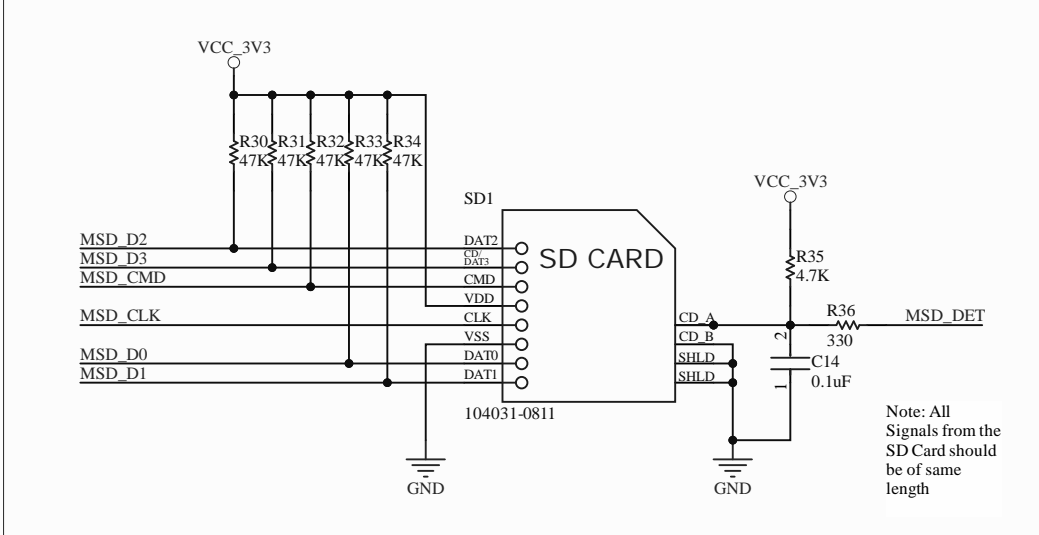 VCC_3V3
R30 R31 R32 R33 R34
47K 47K 47K 47K 47K
SD1
VCC_3V3
MSD_D2
MSD_D3
MSD_CMD
MSD_CLK
MSD_D0
MSD_D1
DAT2
CD/
DAT3
CMD
VDD
CLK
VSS
DAT0
DAT1
SD CARD
104031-0811
CD_A
CD_B
SHLD
SHLD
R35
4.7K
R36
330
MSD_DET
2
C14
0.1uF
1
GND
GND
Note: All
Signals from the
SD Card should
be of same
length